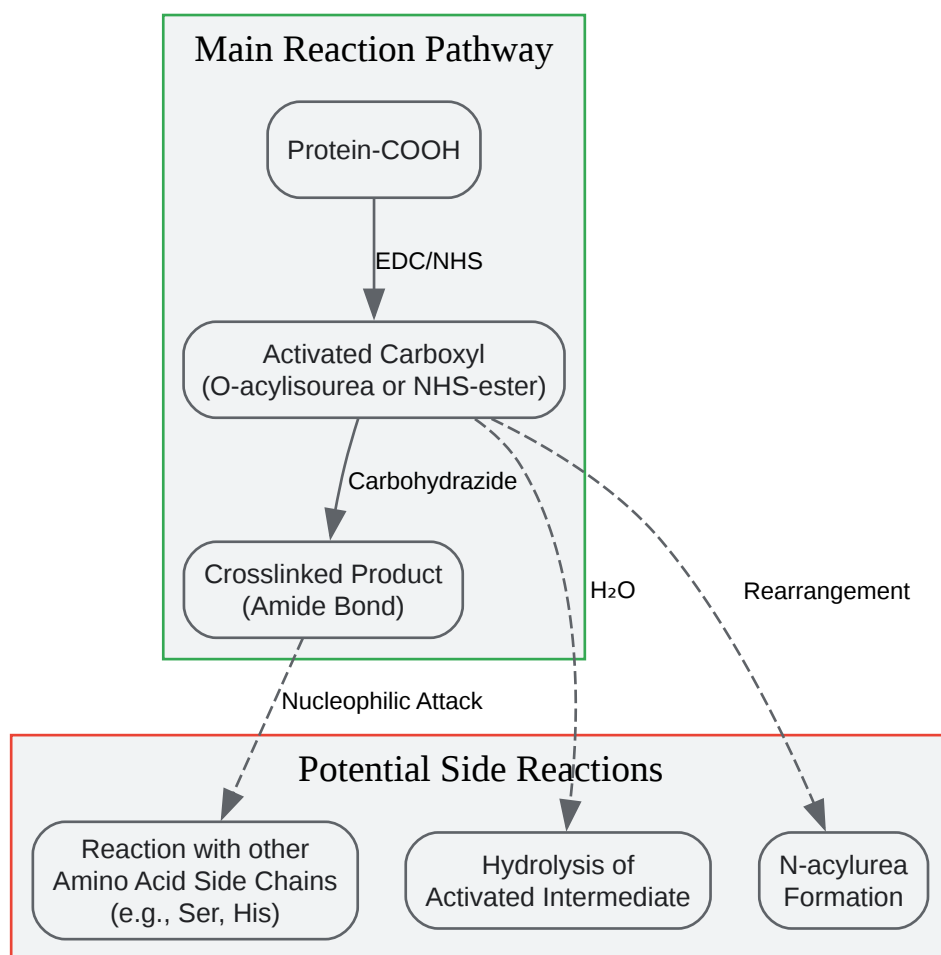 Main Reaction Pathway
Protein-COOH
EDC/NHS
Activated Carboxyl
(O-acylisourea or NHS-ester)
Carbohydrazide
Crosslinked Product
(Amide Bond)
H₂O
Rearrangement
Nucleophilic Attack
Potential Side Reactions
Reaction with other
Amino Acid Side Chains
(e.g., Ser, His)
Hydrolysis of
Activated Intermediate
N-acylurea
Formation